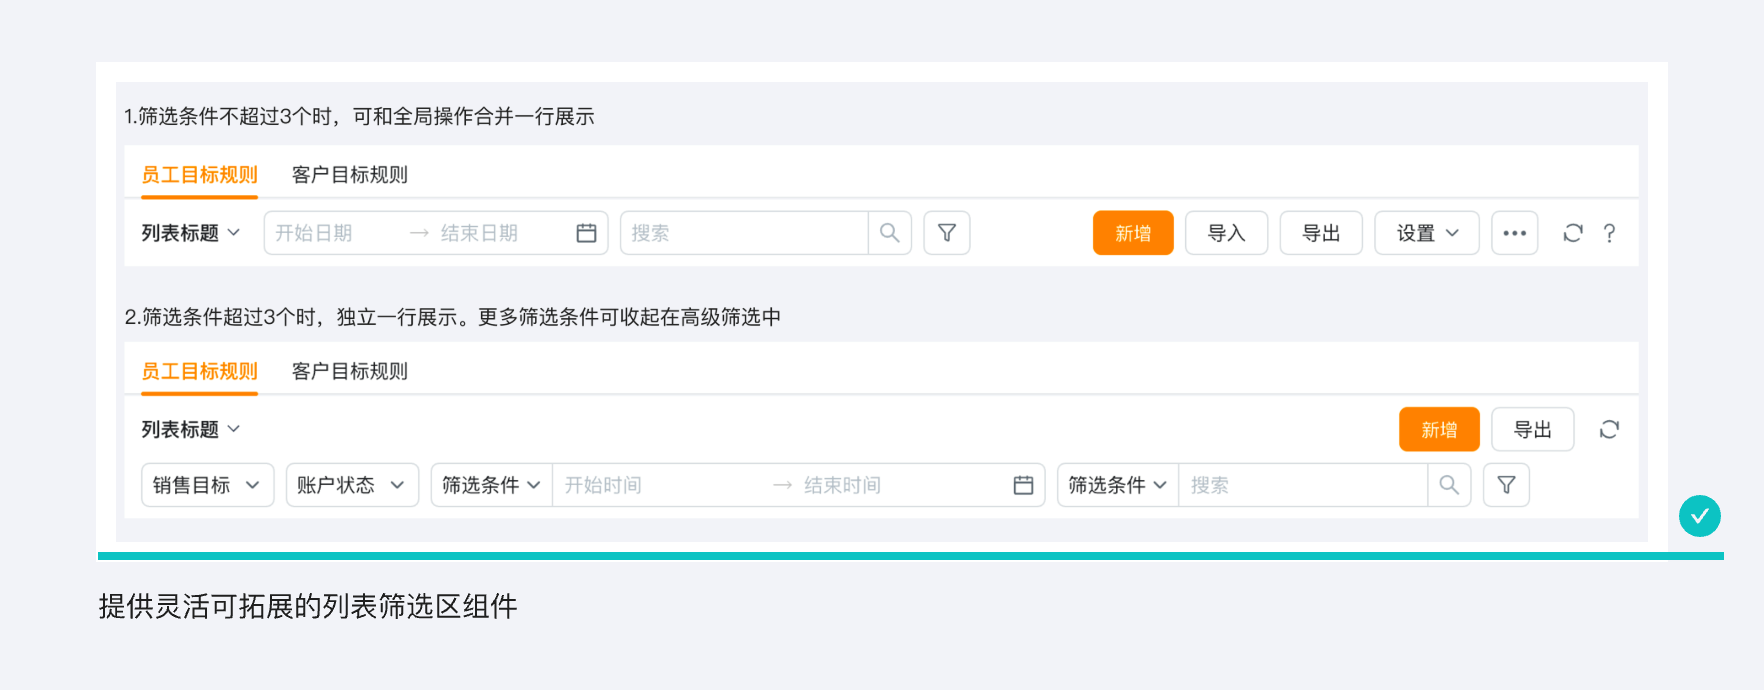 1.筛选条件不超过3个时，可和全局操作合并一行展示
员工目标规则 客户目标规则
列表标题 开始日期 → 结束日期 搜索 新增 导入 导出 设置 ••• ?
2.筛选条件超过3个时，独立一行展示。更多筛选条件可收起在高级筛选中
员工目标规则 客户目标规则
列表标题 新增 导出
销售目标 账户状态 筛选条件 开始时间 → 结束时间 筛选条件 搜索
提供灵活可拓展的列表筛选区组件